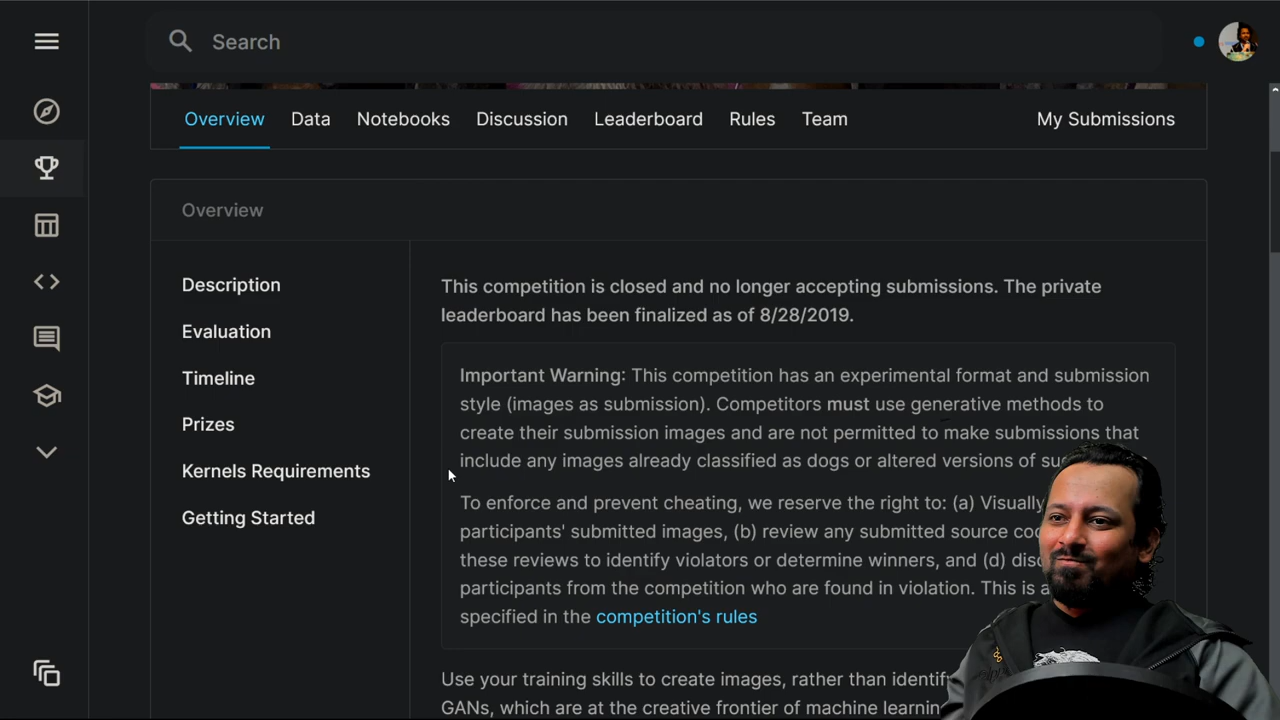 Search
Overview Data Notebooks Discussion Leaderboard Rules Team My Submissions
Overview
Description
Evaluation
Timeline
Prizes
Kernels Requirements
Getting Started
This competition is closed and no longer accepting submissions. The private
leaderboard has been finalized as of 8/28/2019.
Important Warning: This competition has an experimental format and submission
style (images as submission). Competitors must use generative methods to
create their submission images and are not permitted to make submissions that
include any images already classified as dogs or altered versions of
To enforce and prevent cheating, we reserve the right to: (a) Visually
participants' submitted images, (b) review any submitted source
these reviews to identify violators or determine winners, and (d)
participants from the competition who are found in violation. This is
specified in the competition's rules
Use your training skills to create images, rather than
GANs, which are at the creative frontier of machine